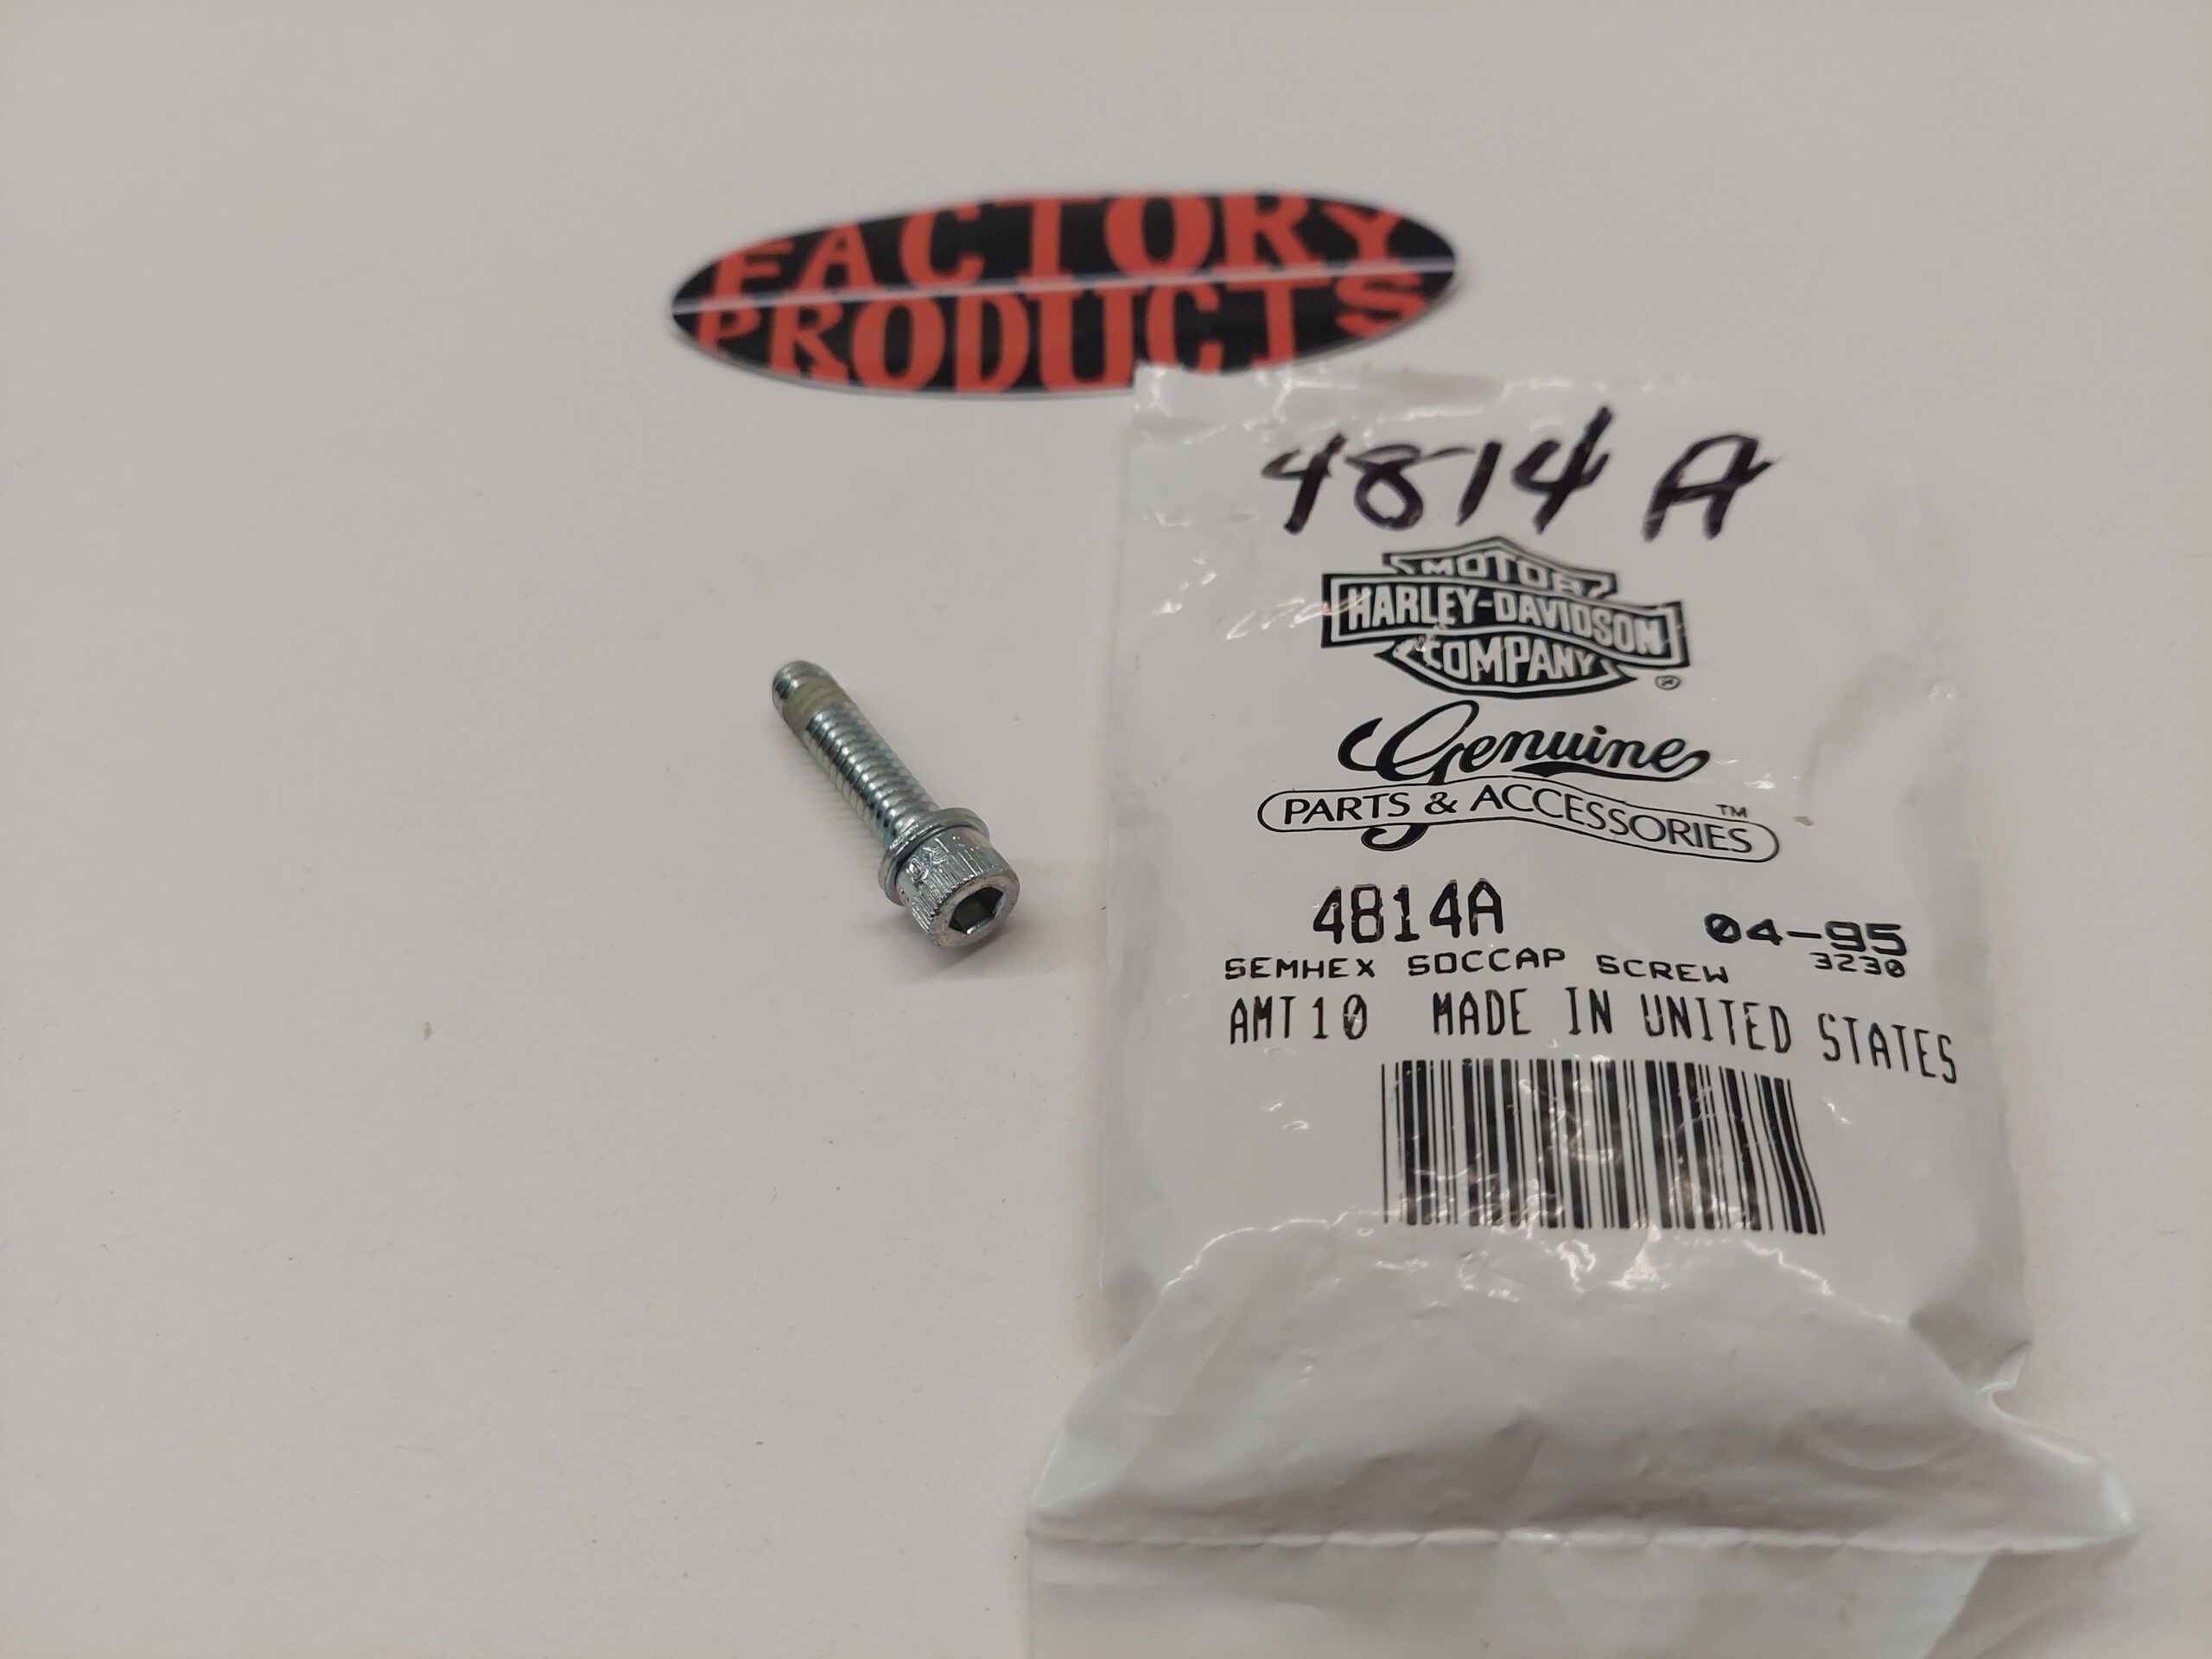 FACTORY
PRODUCTS
4814 A
MOTOR
HARLEY-DAVIDSON
COMPANY
®
Genuine
PARTS & ACCESSORIES
TM
4814A
04-95
SEMHEX SOCCAP SCREW
3230
AMT10 MADE IN UNITED STATES